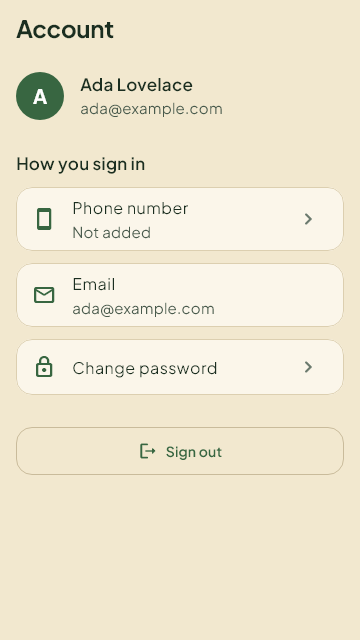 Account
A
Ada Lovelace
ada@example.com
How you sign in
Phone number
Not added
Email
ada@example.com
Change password
Sign out